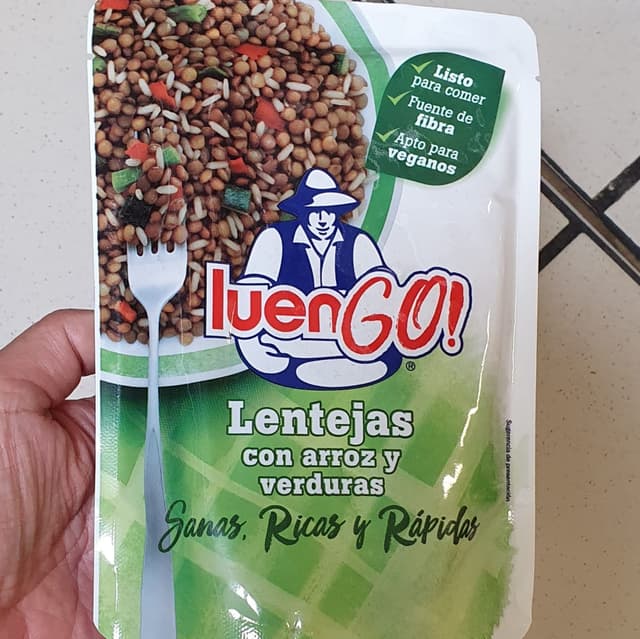 Listo
para comer
Fuente de
fibra
Apto para
veganos
luenGO!
®
Lentejas
con arroz y
verduras
Sanas, Ricas y Rápidas
Sugerencia de presentación